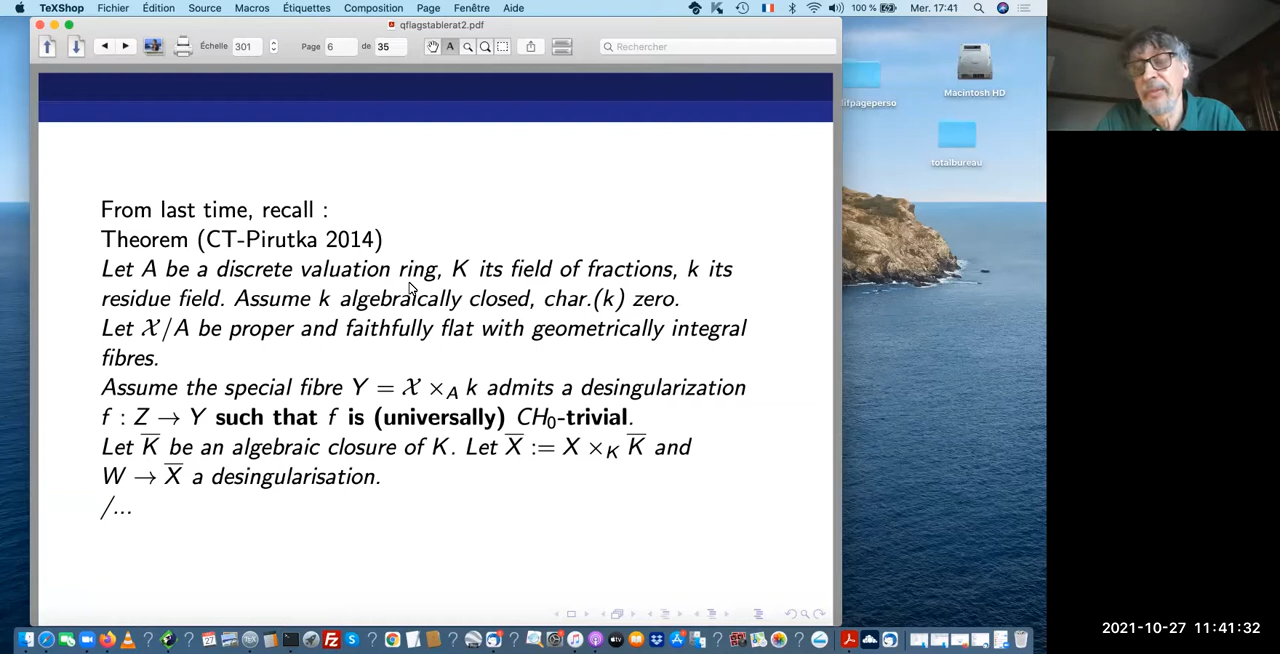 TeXShop Fichier Édition Source Macros Étiquettes Composition Page Fenêtre Aide 100 % Mer. 17:41
qflagstablerat2.pdf
Échelle 301 Page 6 de 35 A Rechercher
Macintosh HD
lifpageperso
totalbureau
From last time, recall :
Theorem (CT-Pirutka 2014)
Let A be a discrete valuation ring, K its field of fractions, k its
residue field. Assume k algebraically closed, char.(k) zero.
Let 𝒳/A be proper and faithfully flat with geometrically integral
fibres.
Assume the special fibre Y = 𝒳 ×_A k admits a desingularization
f : Z → Y such that f is (universally) CH₀-trivial.
Let K̅ be an algebraic closure of K. Let X̅ := X ×_K K̅ and
W → X̅ a desingularisation.
/...
2021-10-27 11:41:32